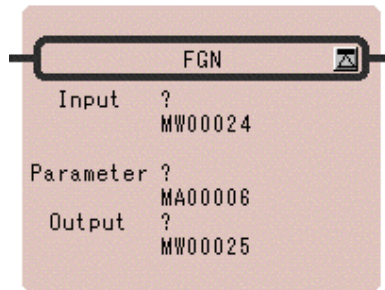 FGN
Input ?
MW00024
Parameter ?
MA00006
Output ?
MW00025